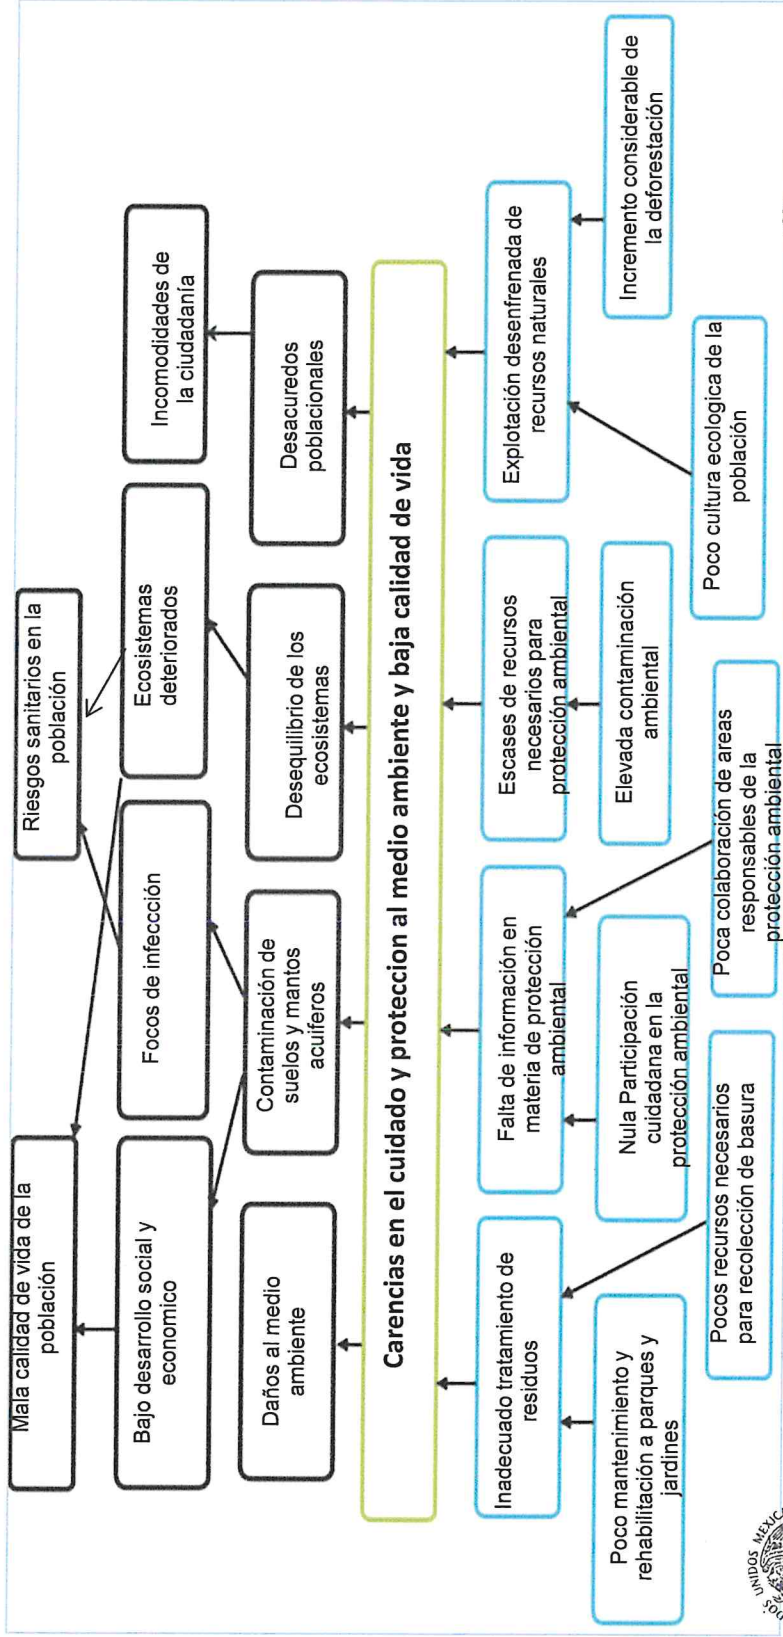 Mala calidad de vida de la
población
Riesgos sanitarios en la
población
Bajo desarrollo social y
economico
Focos de infeccción
Ecosistemas
deteriorados
Incomodidades de
la ciudadanía
Daños al medio
ambiente
Contaminación de
suelos y mantos
acuiferos
Desequilibrio de los
ecosistemas
Desacuredos
poblacionales
Carencias en el cuidado y proteccion al medio ambiente y baja calidad de vida
Inadecuado tratamiento de
residuos
Falta de información en
materia de protección
ambiental
Escases de recursos
necesarios para
protección ambiental
Explotación desenfrenada de
recursos naturales
Poco mantenimiento y
rehabilitación a parques y
jardines
Nula Participación
cuidadana en la
protección ambiental
Elevada contaminación
ambiental
Incremento considerable de
la deforestación
Pocos recursos necesarios
para recolección de basura
Poca colaboración de areas
responsables de la
protección ambiental
Poco cultura ecologica de la
población
UNIDOS